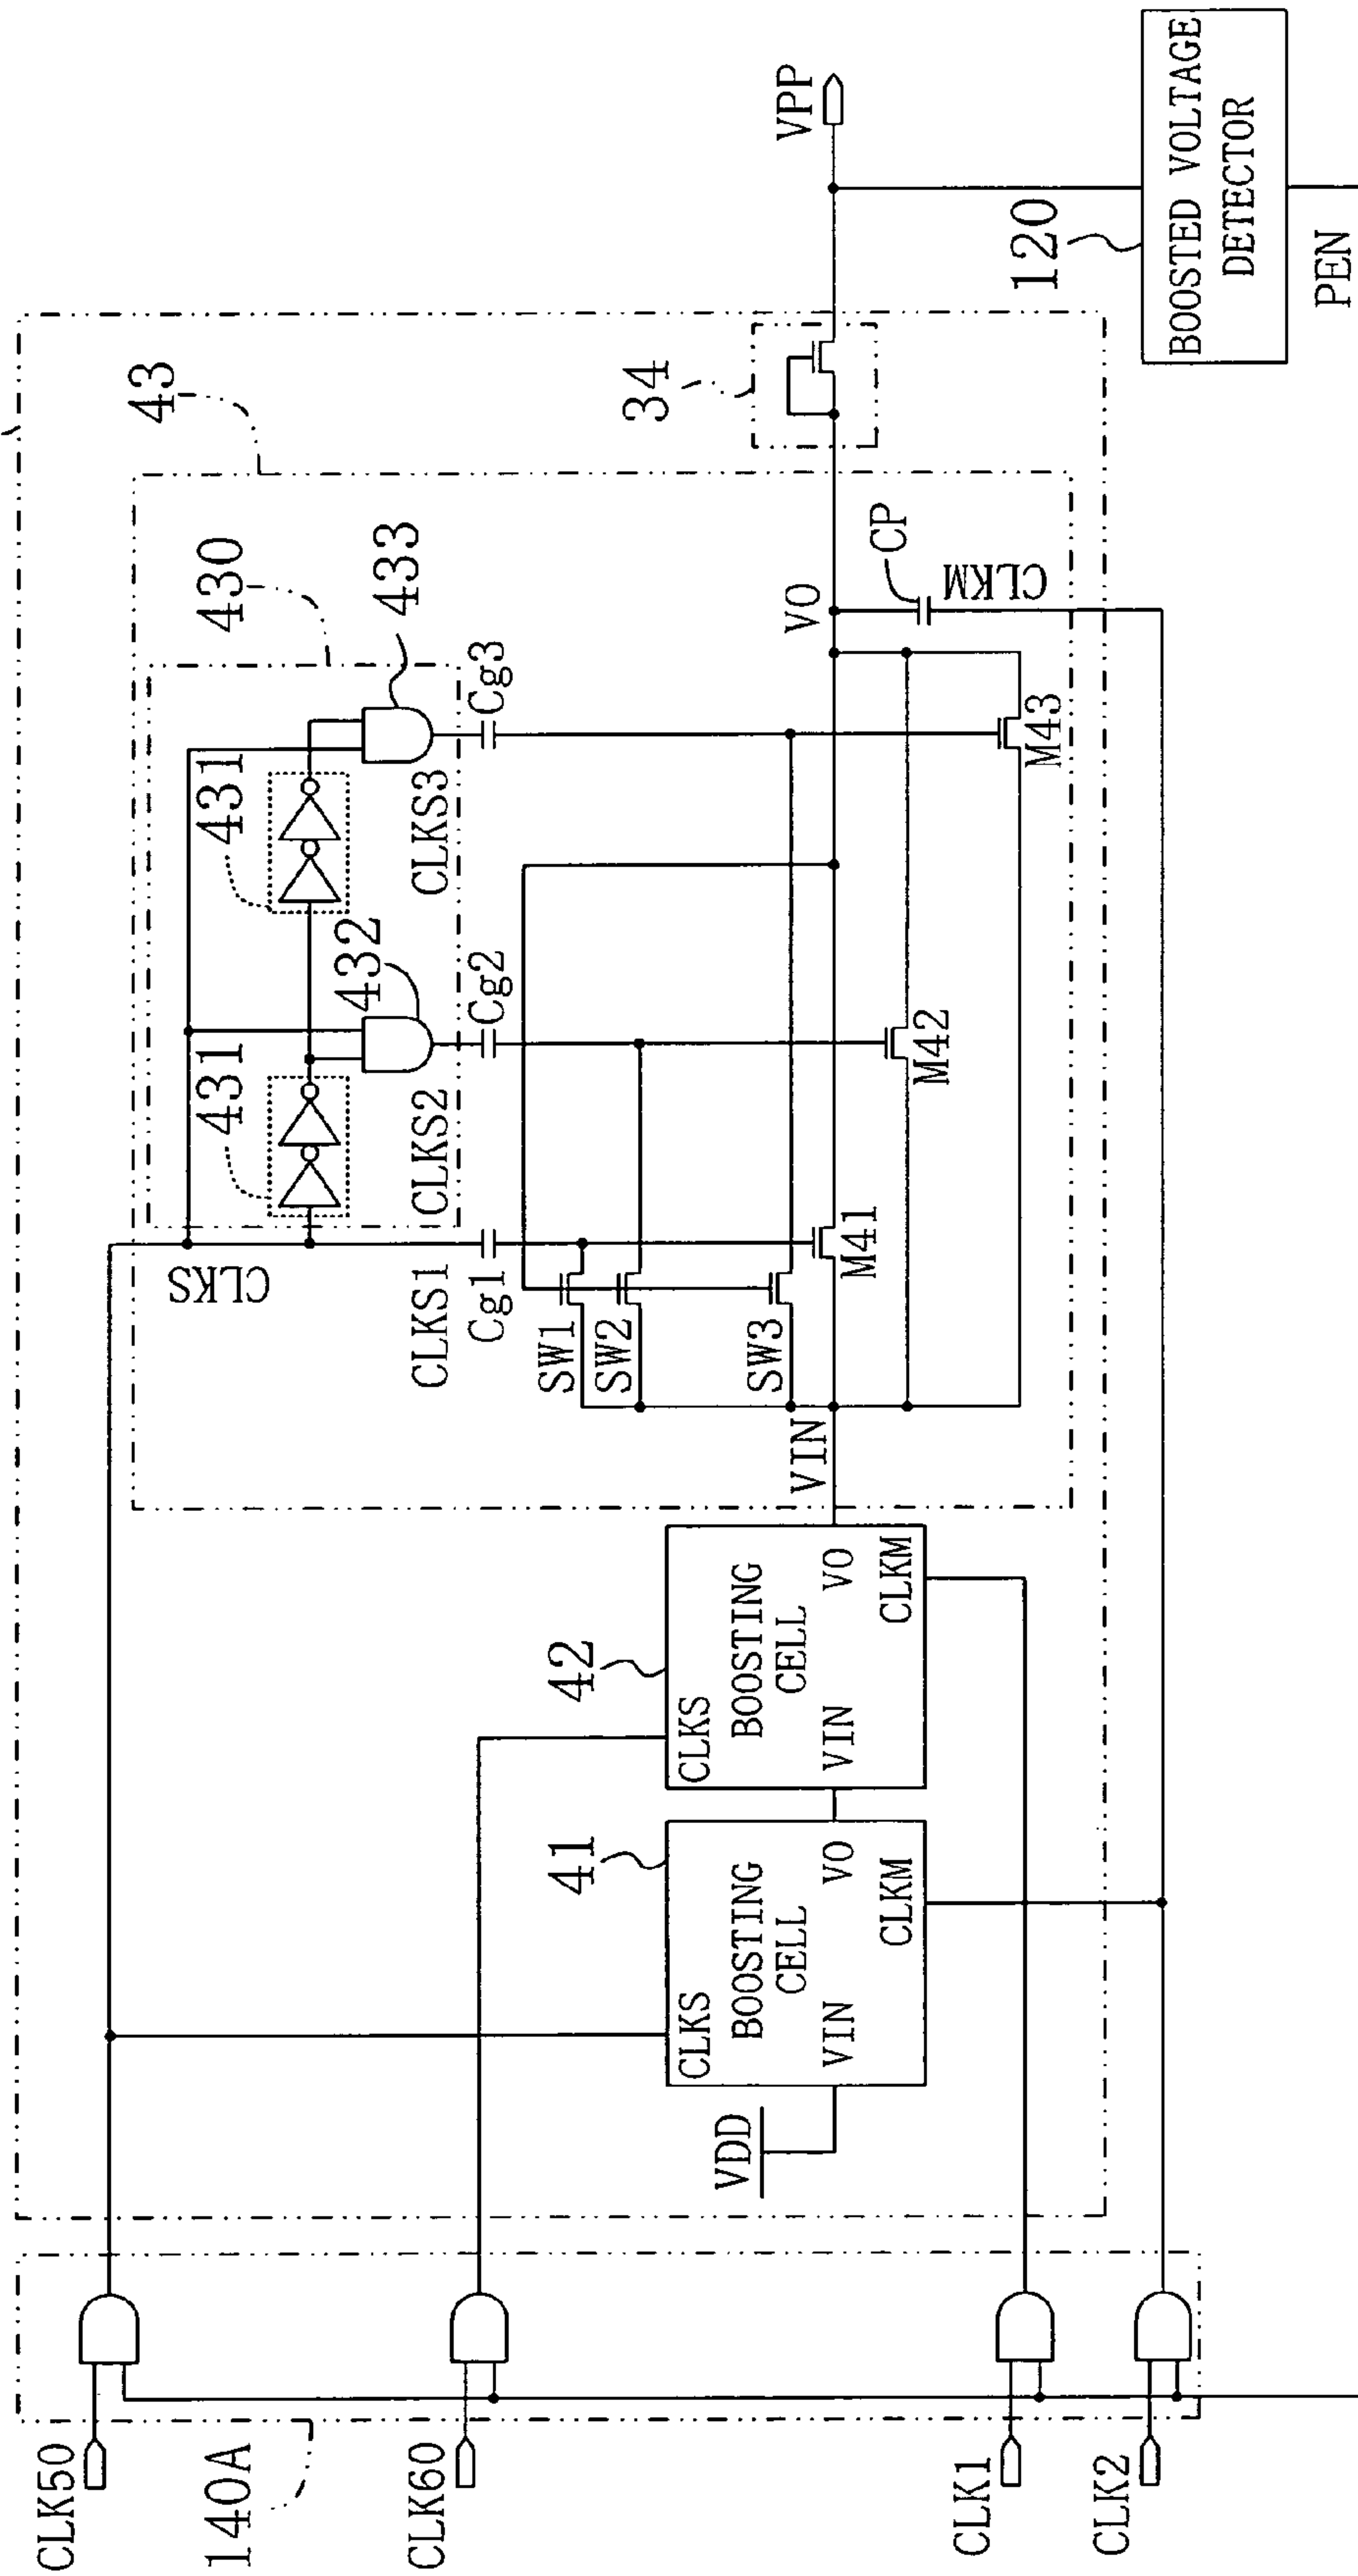 CLK50
140A
CLK60
CLK1
CLK2
VDD
41
CLKS
BOOSTING
CELL
VIN
VO
CLKM
42
CLKS
BOOSTING
CELL
VIN
VO
CLKM
43
430
CLKS
431
432
431
433
CLKS1
CLKS2
CLKS3
Cg1
Cg2
Cg3
SW1
SW2
SW3
VIN
M41
M42
M43
VO
CP
CLKM
34
VPP
120
BOOSTED VOLTAGE
DETECTOR
PEN